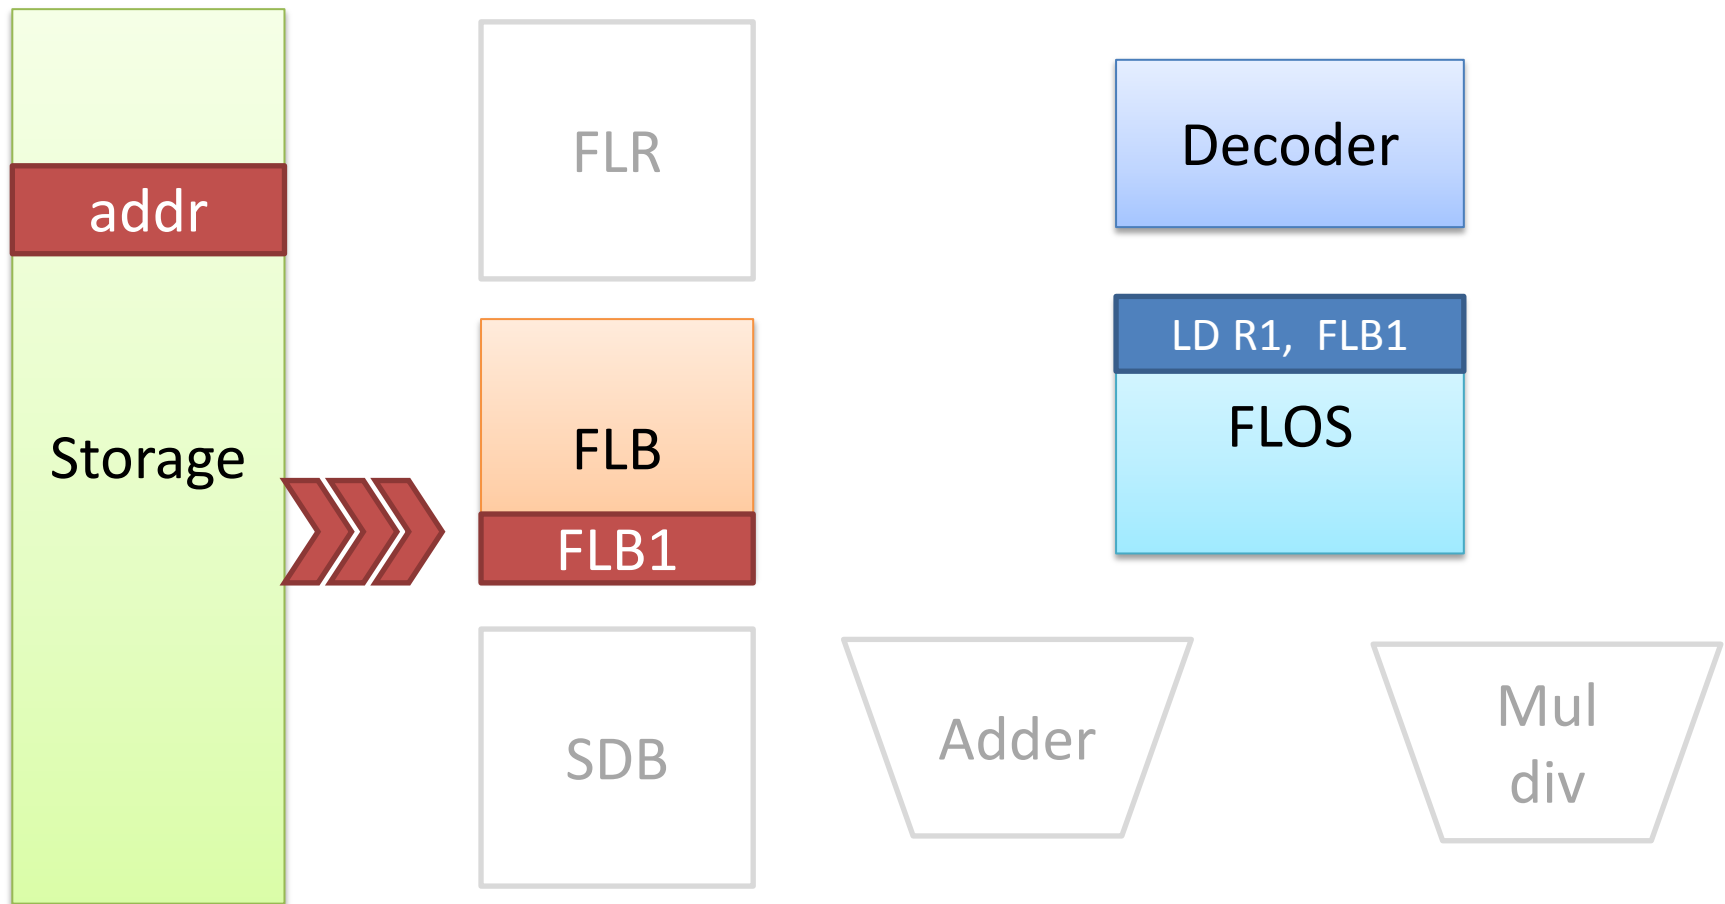 addr
Storage
FLR
FLB
FLB1
SDB
Decoder
LD R1, FLB1
FLOS
Adder
Mul
div